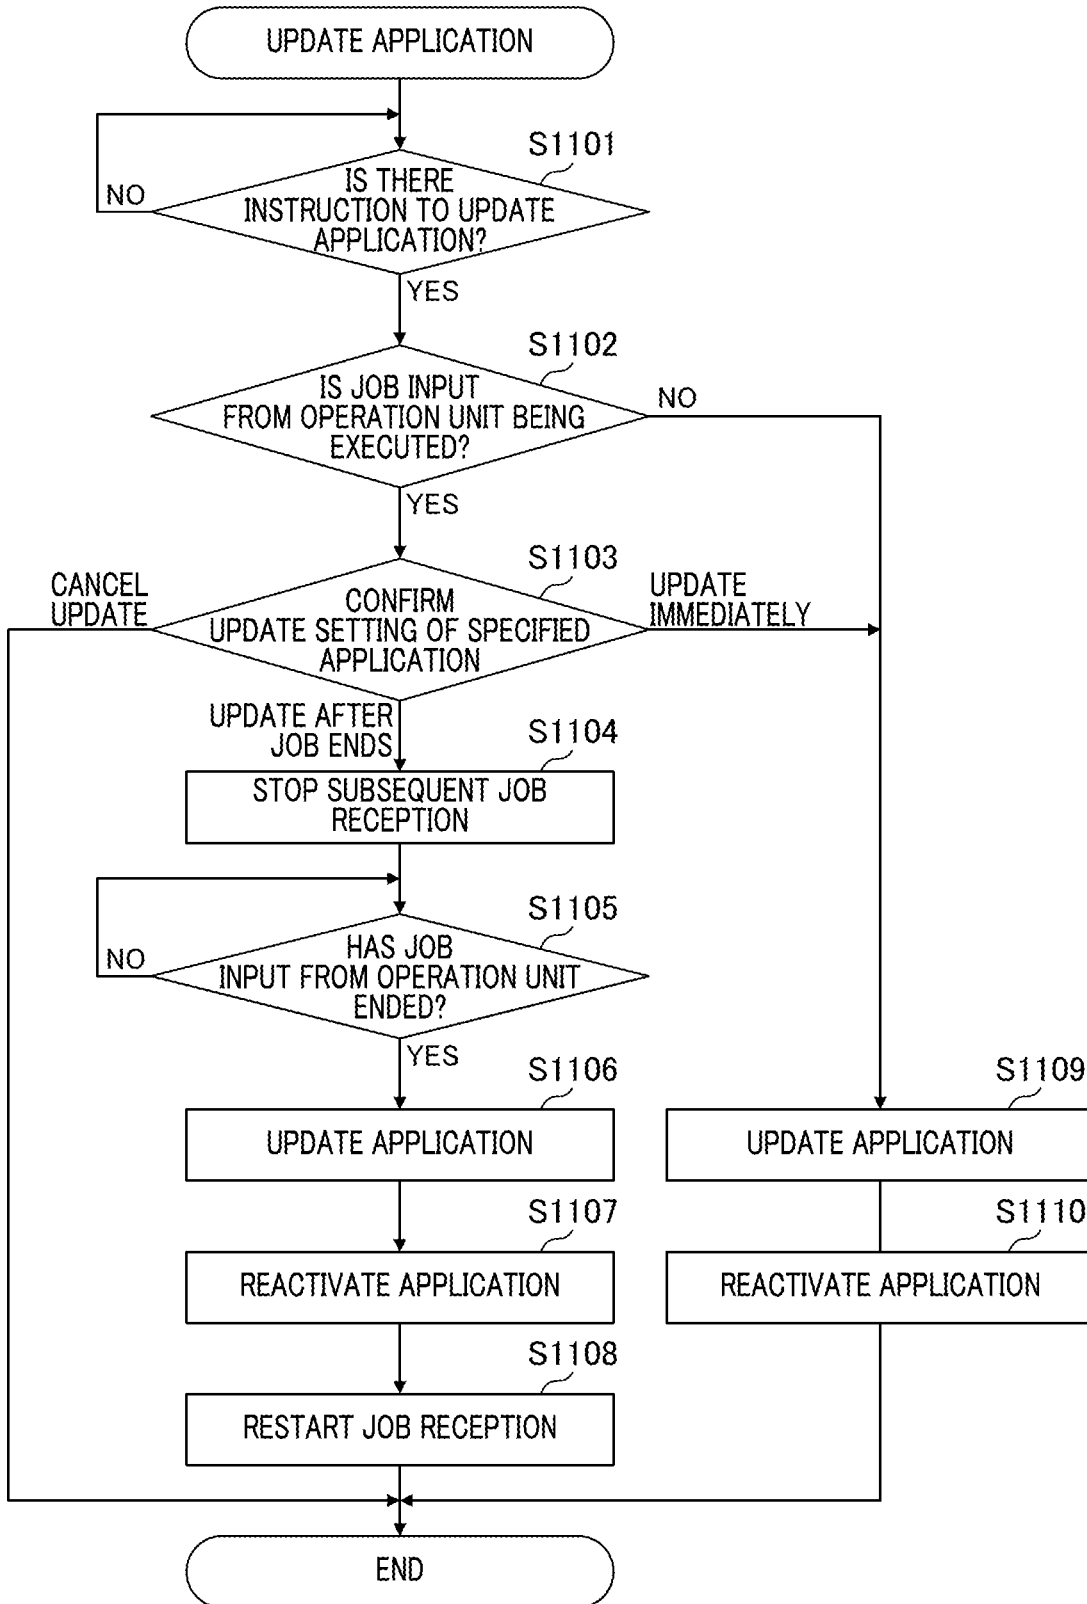 UPDATE APPLICATION
S1101
IS THERE
INSTRUCTION TO UPDATE
APPLICATION?
NO
YES
S1102
IS JOB INPUT
FROM OPERATION UNIT BEING
EXECUTED?
NO
YES
S1103
CANCEL
UPDATE
CONFIRM
UPDATE SETTING OF SPECIFIED
APPLICATION
UPDATE
IMMEDIATELY
UPDATE AFTER
JOB ENDS
S1104
STOP SUBSEQUENT JOB
RECEPTION
S1105
HAS JOB
INPUT FROM OPERATION UNIT
ENDED?
NO
YES
S1106
UPDATE APPLICATION
S1109
UPDATE APPLICATION
S1107
REACTIVATE APPLICATION
S1110
REACTIVATE APPLICATION
S1108
RESTART JOB RECEPTION
END